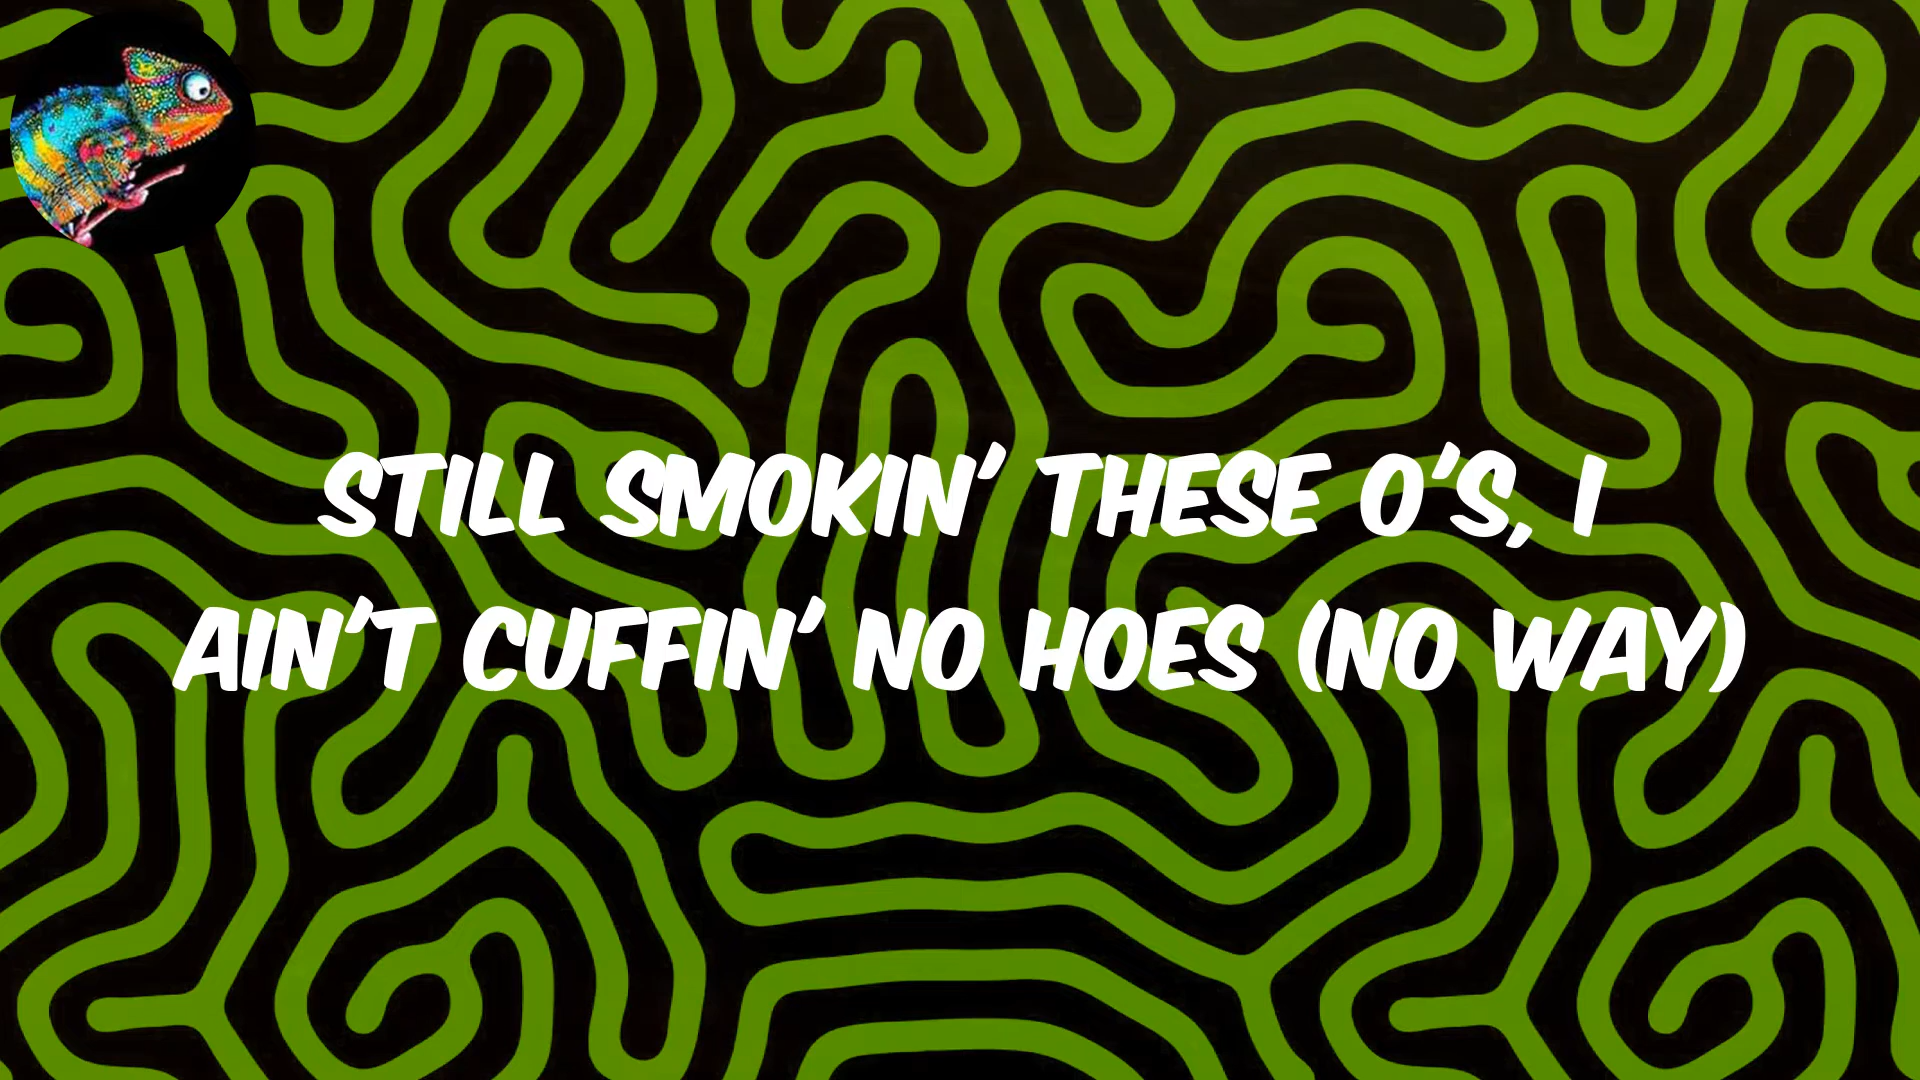 STILL SMOKIN' THESE O'S, I
AIN'T CUFFIN' NO HOES (NO WAY)